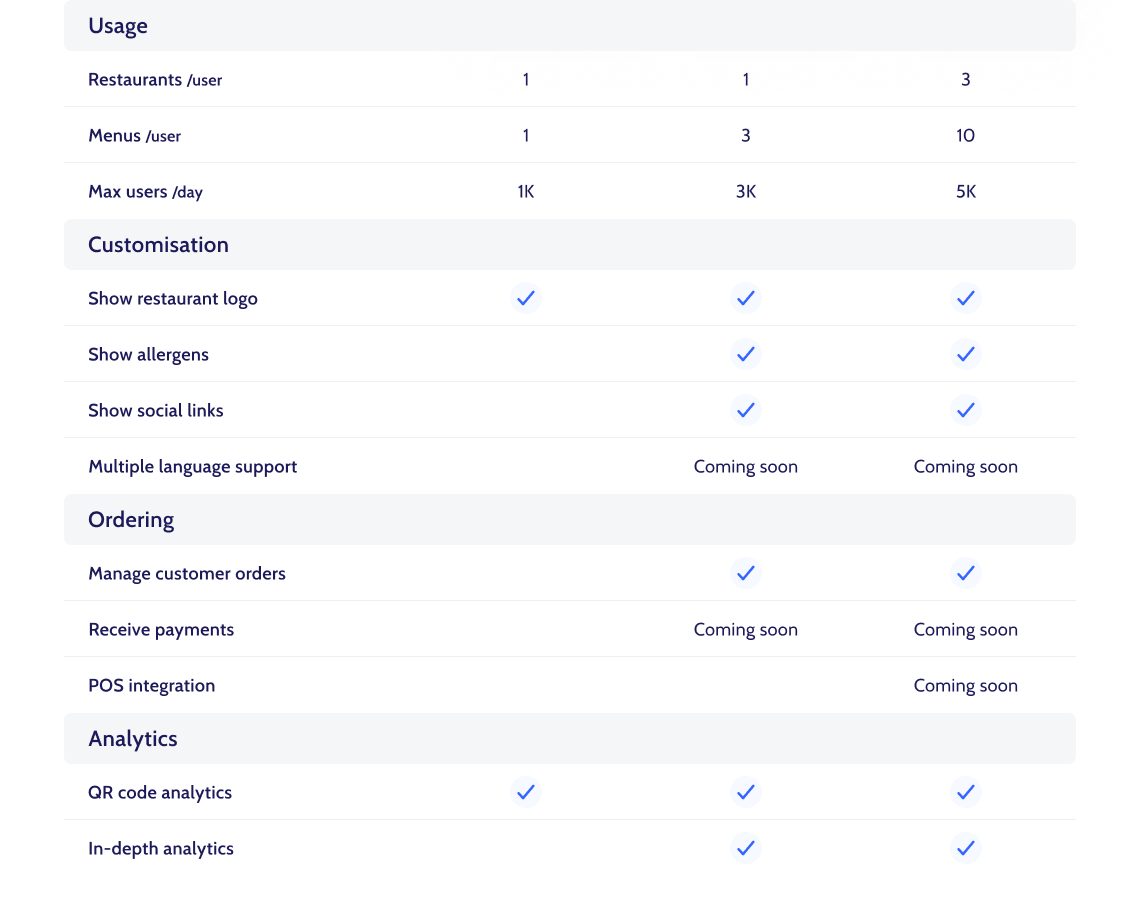 Usage
Restaurants /user 1 1 3
Menus /user 1 3 10
Max users /day 1K 3K 5K
Customisation
Show restaurant logo
Show allergens
Show social links
Multiple language support Coming soon Coming soon
Ordering
Manage customer orders
Receive payments Coming soon Coming soon
POS integration Coming soon
Analytics
QR code analytics
In-depth analytics